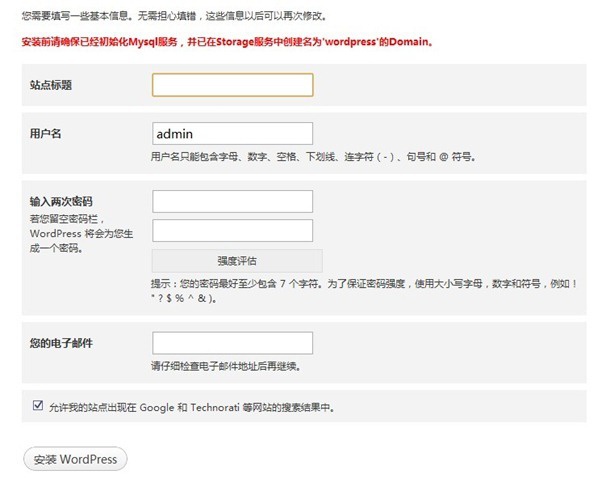 您需要填写一些基本信息。无需担心填错，这些信息以后可以再次修改。
安装前请确保已经初始化Mysql服务，并已在Storage服务中创建名为'wordpress'的Domain。
站点标题
用户名
admin
用户名只能包含字母、数字、空格、下划线、连字符 ( - ) 、句号和 @ 符号。
输入两次密码
若您留空密码栏，
WordPress 将会为您生
成一个密码。
强度评估
提示：您的密码最好至少包含 7 个字符。为了保证密码强度，使用大小写字母，数字和符号，例如！
" ? $ % ^ & )。
您的电子邮件
请仔细检查电子邮件地址后再继续。
允许我的站点出现在 Google 和 Technorati 等网站的搜索结果中。
安装 WordPress